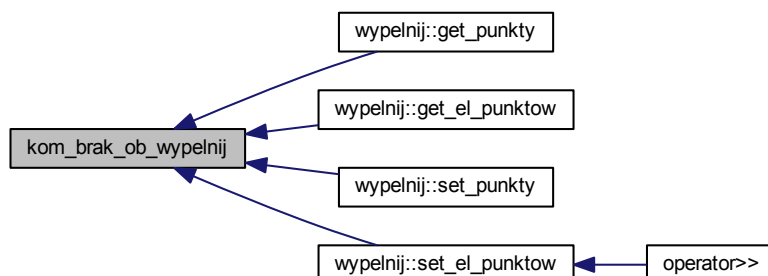 wypelnij::get_punkty
wypelnij::get_el_punktow
kom_brak_ob_wypelnij
wypelnij::set_punkty
wypelnij::set_el_punktow
operator>>